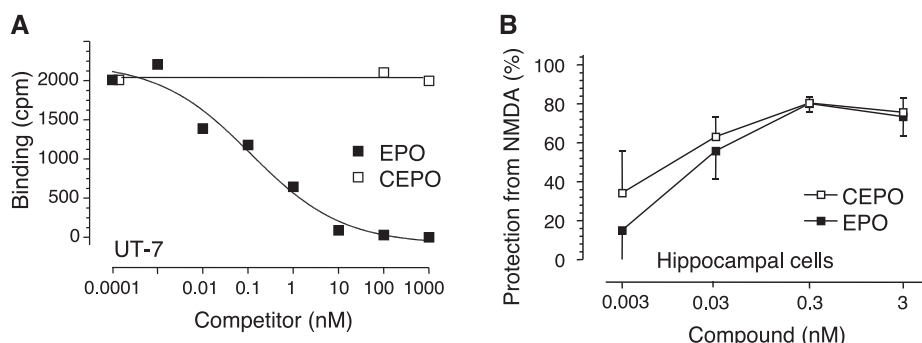 A
Binding (cpm)
2000
1500
1000
500
0
EPO
CEPO
UT-7
0.0001
0.01
0.1
1
10
100
1000
Competitor (nM)
B
Protection from NMDA (%)
100
80
60
40
20
0
CEPO
EPO
Hippocampal cells
0.003
0.03
0.3
3
Compound (nM)